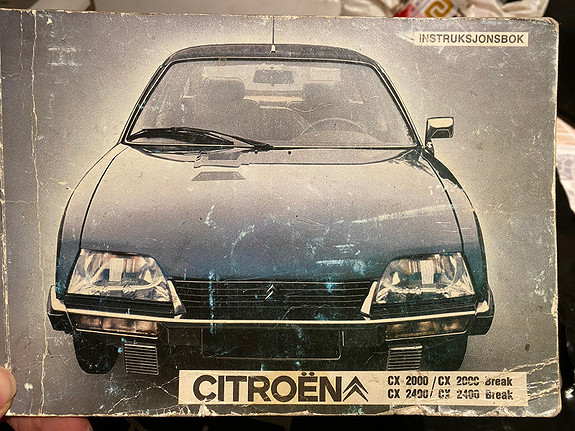 INSTRUKSJONSBOK
CITROËN
CX 2000 / CX 2000 Break
CX 2400 / CX 2400 Break